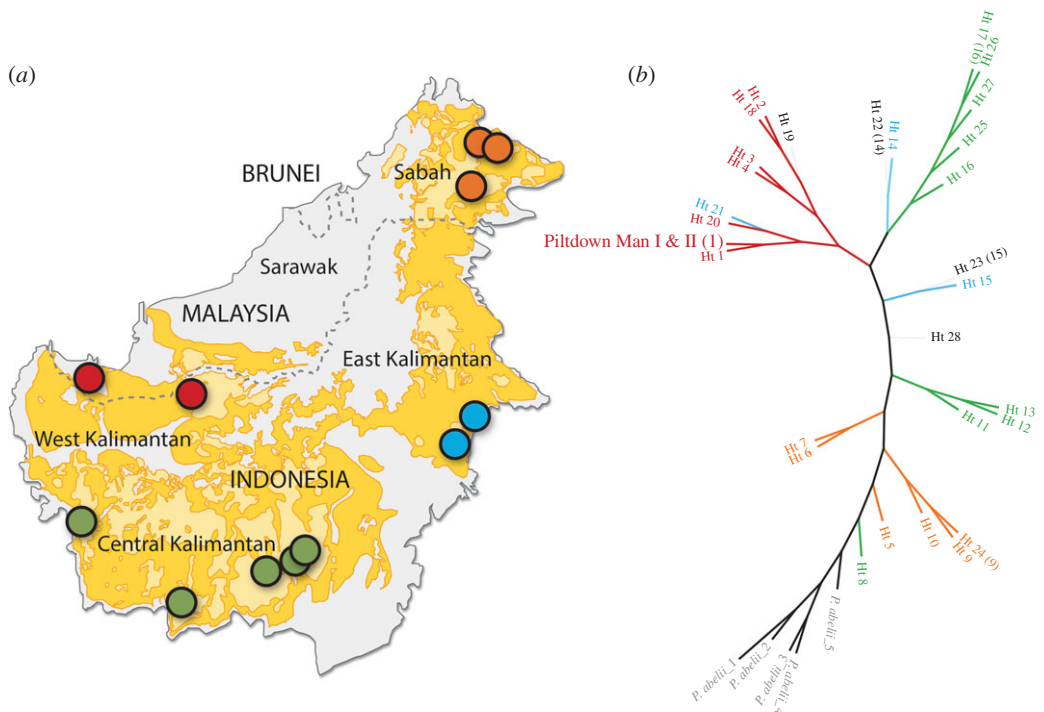 (a)
BRUNEI
Sabah
Sarawak
MALAYSIA
East Kalimantan
West Kalimantan
INDONESIA
Central Kalimantan
(b)
Ht 17 (16)
Ht 26
Ht 27
Ht 25
Ht 16
Ht 14
Ht 22 (14)
Ht 19
Ht 2
Ht 18
Ht 3
Ht 4
Ht 21
Ht 20
Piltdown Man I & II (1)
Ht 1
Ht 23 (15)
Ht 15
Ht 28
Ht 13
Ht 12
Ht 11
Ht 7
Ht 6
Ht 24 (9)
Ht 9
Ht 10
Ht 5
Ht 8
P. abelii_5
P. abelii_3
P. abelii_2
P. abelii_1